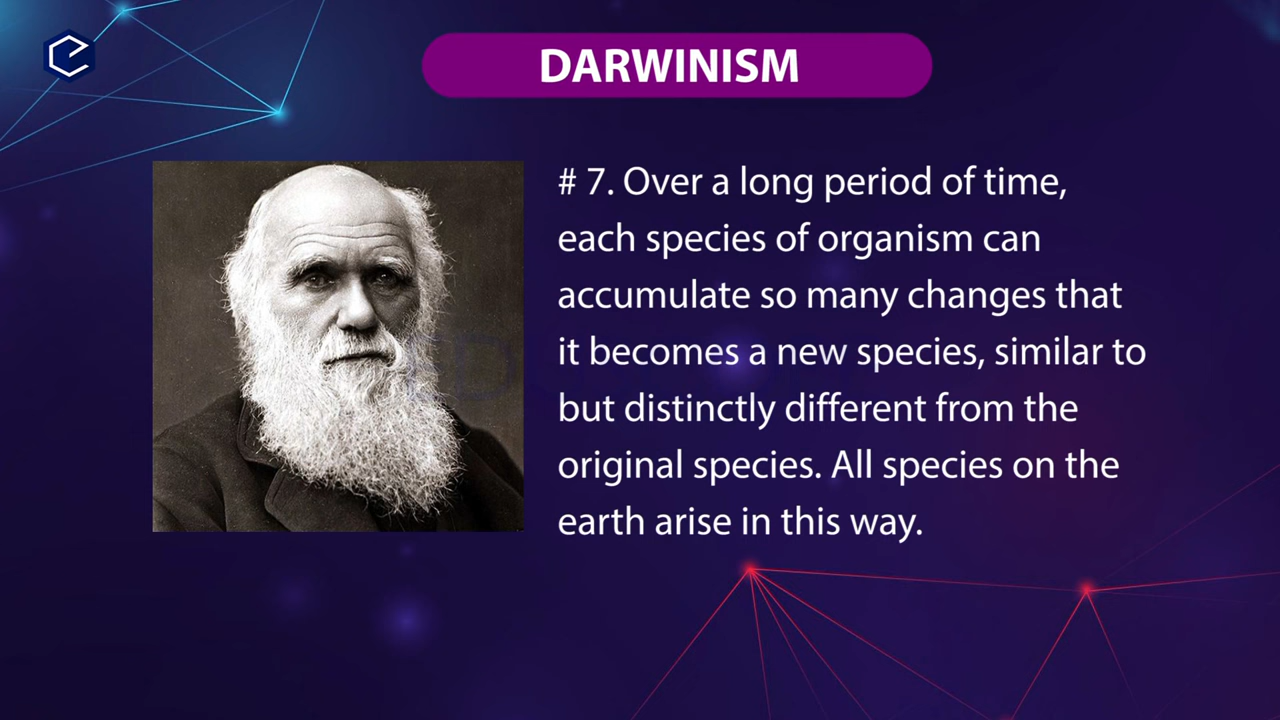 DARWINISM
# 7. Over a long period of time,
each species of organism can
accumulate so many changes that
it becomes a new species, similar to
but distinctly different from the
original species. All species on the
earth arise in this way.